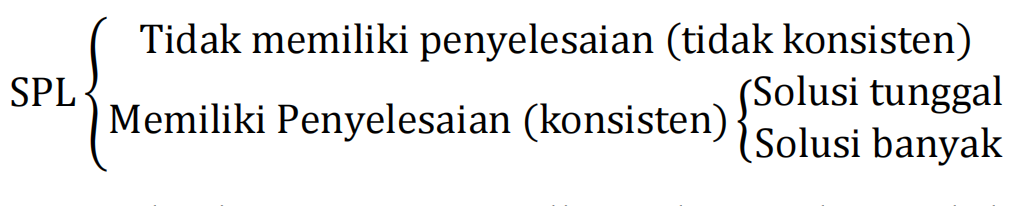 Tidak memiliki penyelesaian (tidak konsisten)
SPL
Memiliki Penyelesaian (konsisten)
Solusi tunggal
Solusi banyak